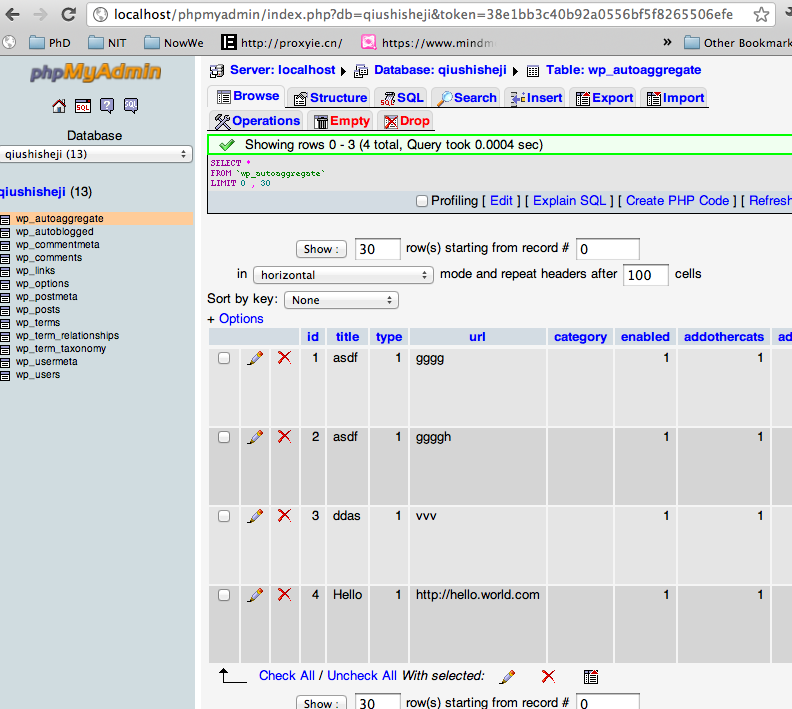 localhost/phpmyadmin/index.php?db=qiushisheji&token=38e1bb3c40b92a0556bf5f8265506efe
PhD NIT NowWe http://proxyie.cn/ https://www.mindm » Other Bookmark
phpMyAdmin
Database
qiushisheji (13)
qiushisheji (13)
wp_autoaggregate
wp_autoblogged
wp_commentmeta
wp_comments
wp_links
wp_options
wp_postmeta
wp_posts
wp_terms
wp_term_relationships
wp_term_taxonomy
wp_usermeta
wp_users
Server: localhost Database: qiushisheji Table: wp_autoaggregate
Browse Structure SQL Search Insert Export Import
Operations Empty Drop
Showing rows 0 - 3 (4 total, Query took 0.0004 sec)
SELECT *
FROM `wp_autoaggregate`
LIMIT 0 , 30
Profiling [ Edit ] [ Explain SQL ] [ Create PHP Code ] [ Refresh
Show : 30 row(s) starting from record # 0
in horizontal mode and repeat headers after 100 cells
Sort by key: None
+ Options
id title type url category enabled addothercats ad
1 asdf 1 gggg 1 1
2 asdf 1 ggggh 1 1
3 ddas 1 vvv 1 1
4 Hello 1 http://hello.world.com 1 1
Check All / Uncheck All With selected:
Show : 30 row(s) starting from record # 0